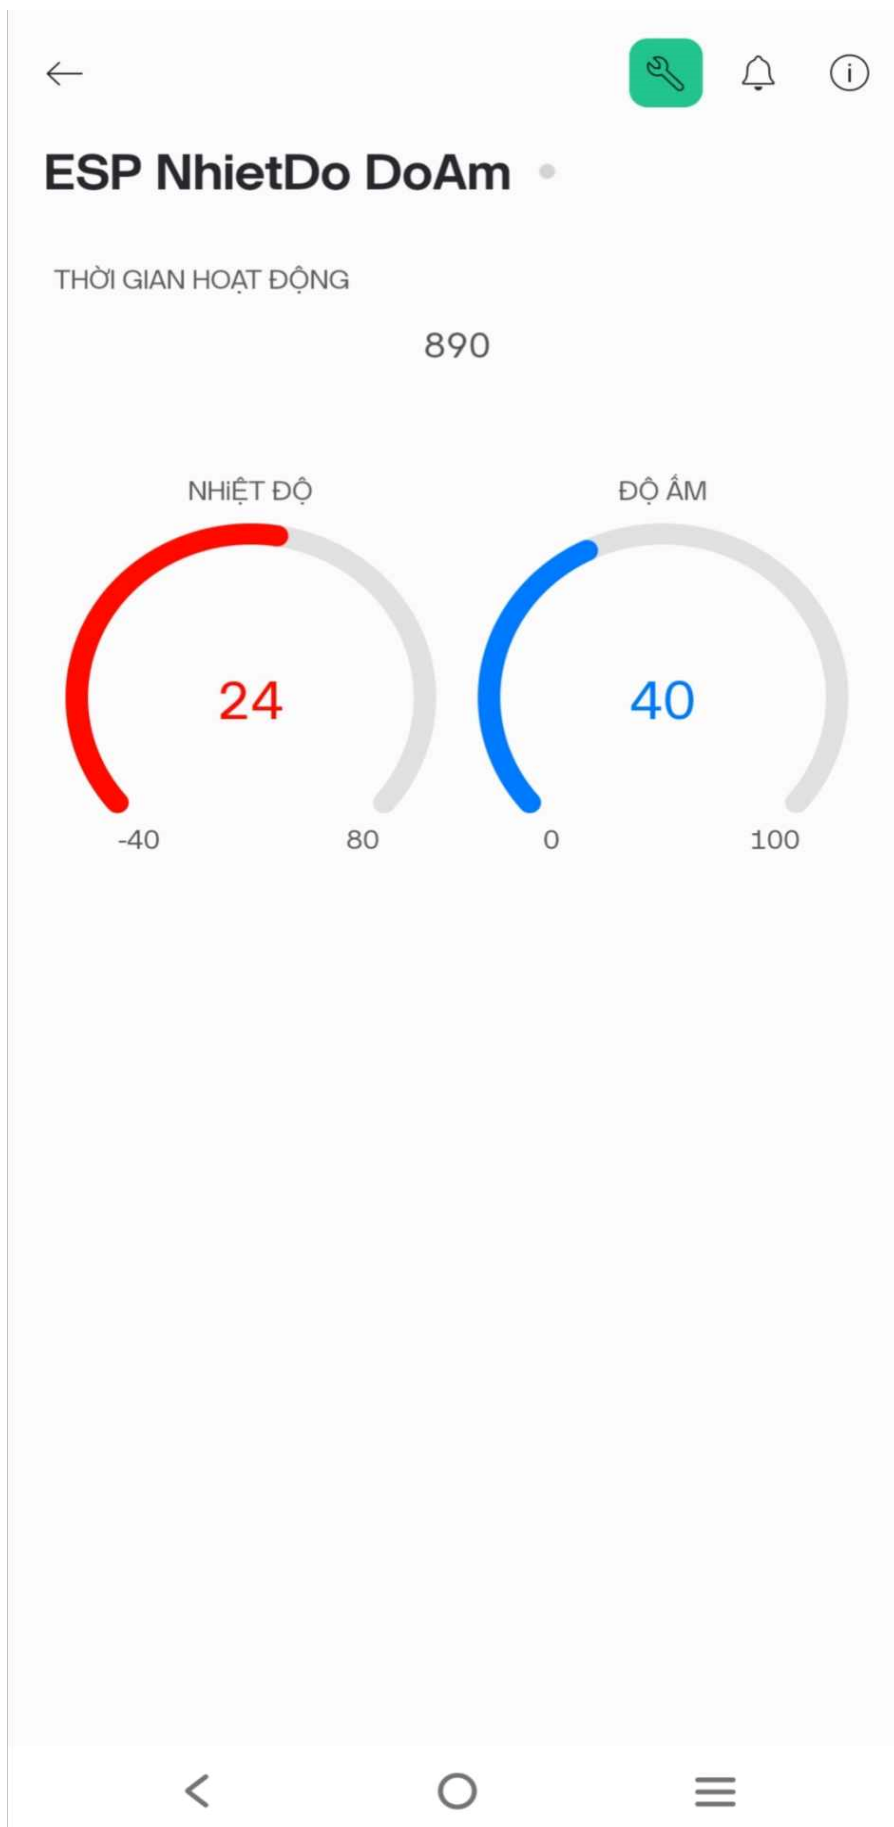 ESP NhietDo DoAm
THỜI GIAN HOẠT ĐỘNG
890
NHiỆT ĐỘ
ĐỘ ẨM
24
40
-40
80
0
100